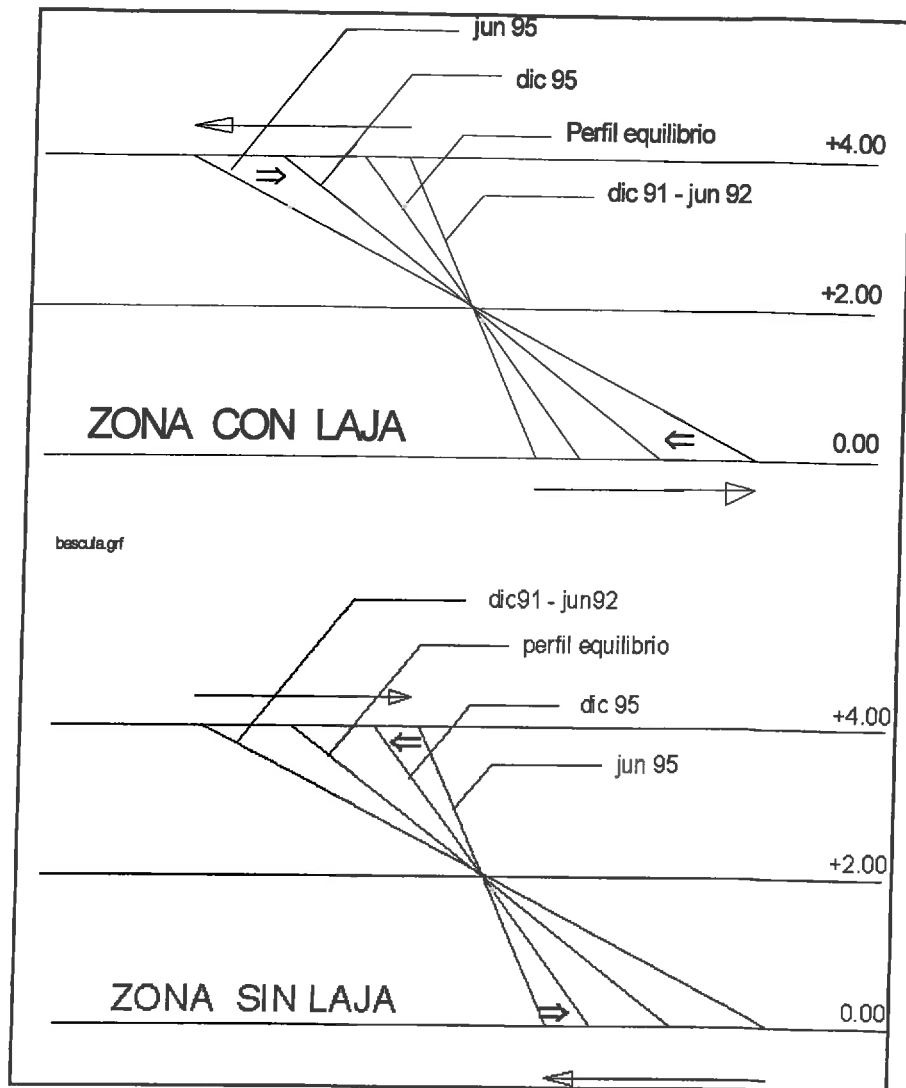 jun 95
dic 95
Perfil equilibrio
+4.00
dic 91 - jun 92
+2.00
ZONA CON LAJA
0.00
bascula.grf
dic91 - jun92
perfil equilibrio
dic 95
+4.00
jun 95
+2.00
ZONA SIN LAJA
0.00